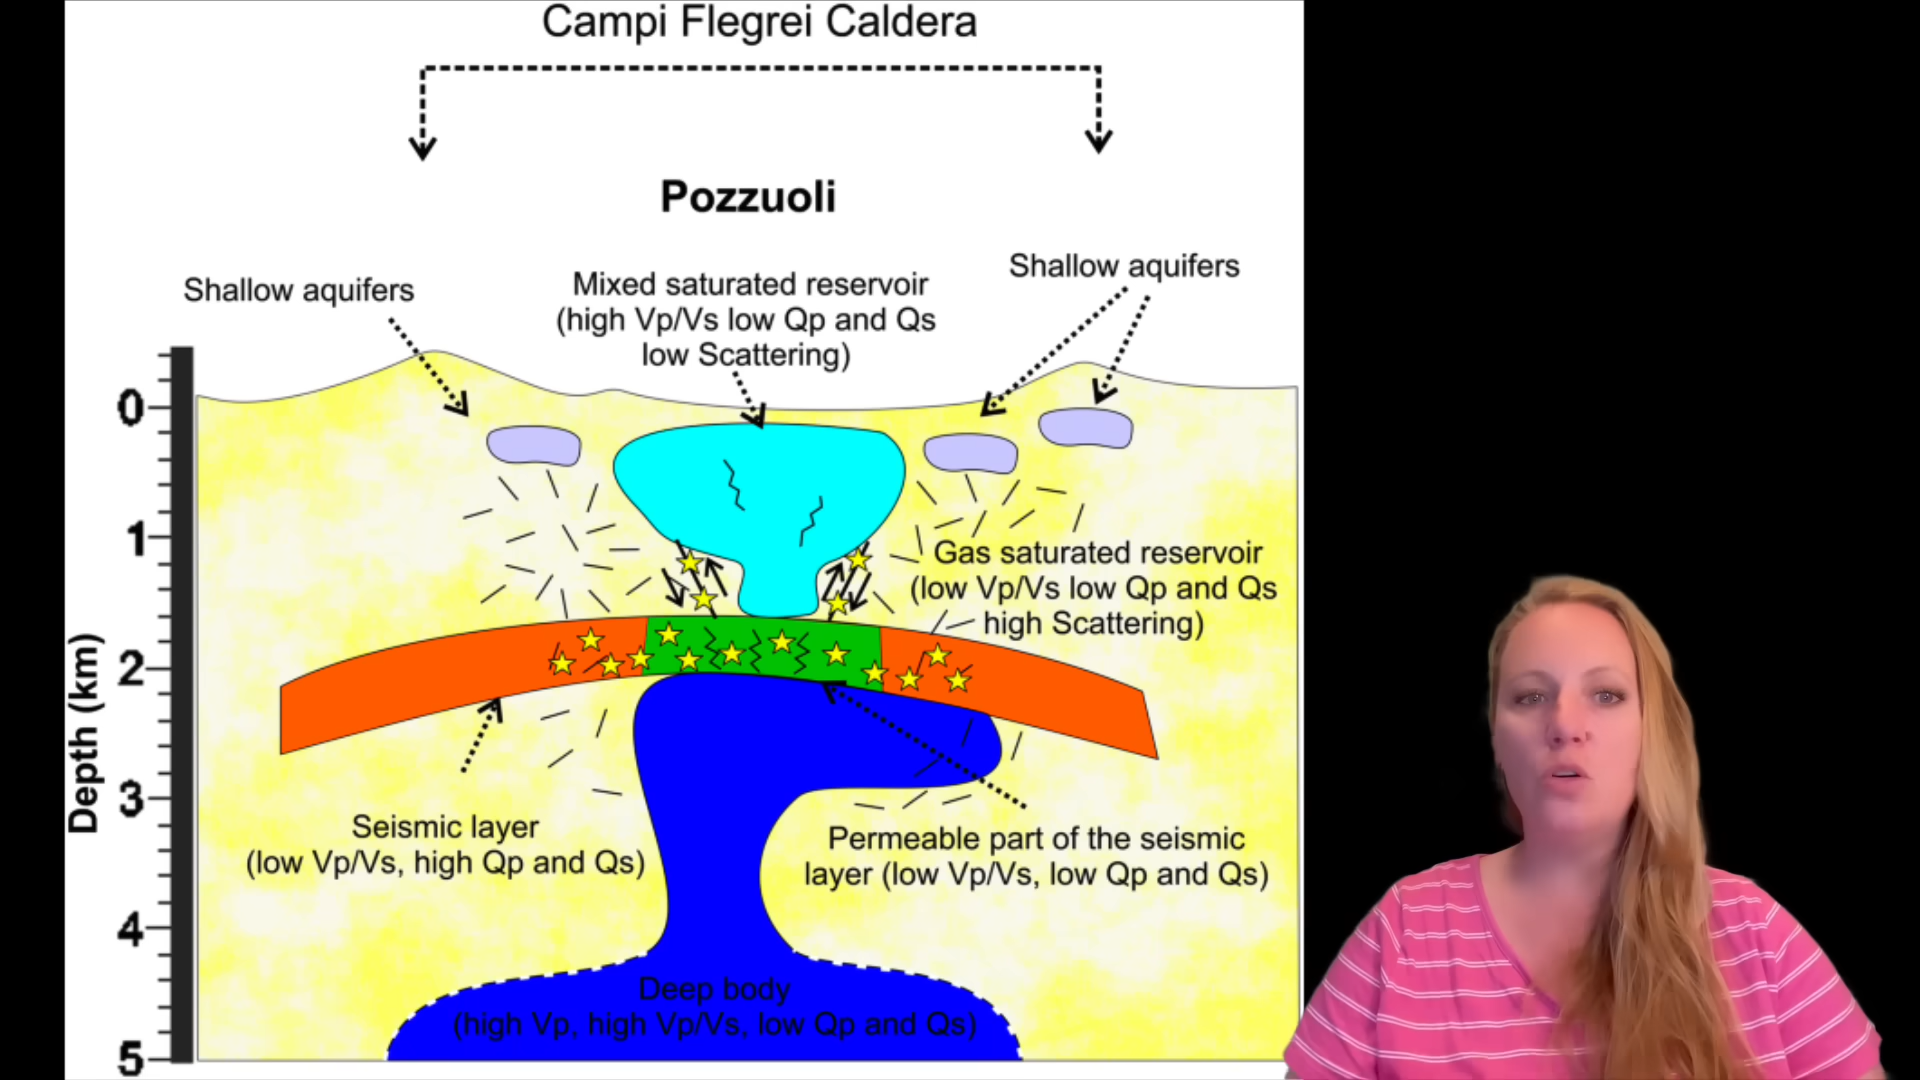 Campi Flegrei Caldera
Pozzuoli
Shallow aquifers
Mixed saturated reservoir
(high Vp/Vs low Qp and Qs
low Scattering)
Shallow aquifers
0
1
2
3
4
5
Depth (km)
Gas saturated reservoir
(low Vp/Vs low Qp and Qs
high Scattering)
Seismic layer
(low Vp/Vs, high Qp and Qs)
Permeable part of the seismic
layer (low Vp/Vs, low Qp and Qs)
Deep body
(high Vp, high Vp/Vs, low Qp and Qs)